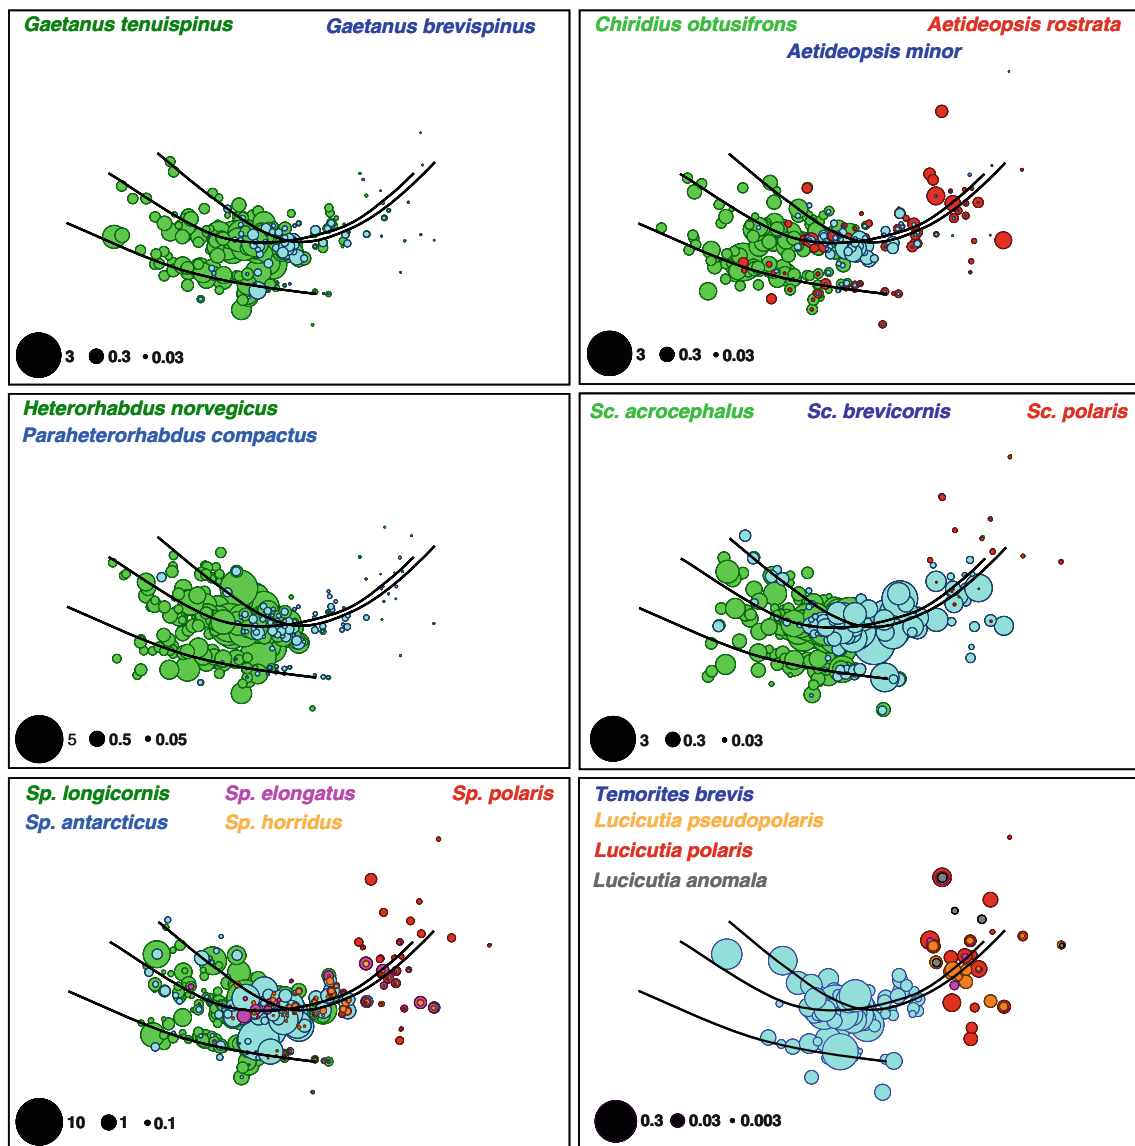 Gaetanus tenuispinus
Gaetanus brevispinus
3 0.3 0.03
Chiridius obtusifrons Aetideopsis rostrata
Aetideopsis minor
3 0.3 0.03
Heterorhabdus norvegicus
Paraheterorhabdus compactus
5 0.5 0.05
Sc. acrocephalus Sc. brevicornis Sc. polaris
3 0.3 0.03
Sp. longicornis Sp. elongatus Sp. polaris
Sp. antarcticus Sp. horridus
10 1 0.1
Temorites brevis
Lucicutia pseudopolaris
Lucicutia polaris
Lucicutia anomala
0.3 0.03 0.003